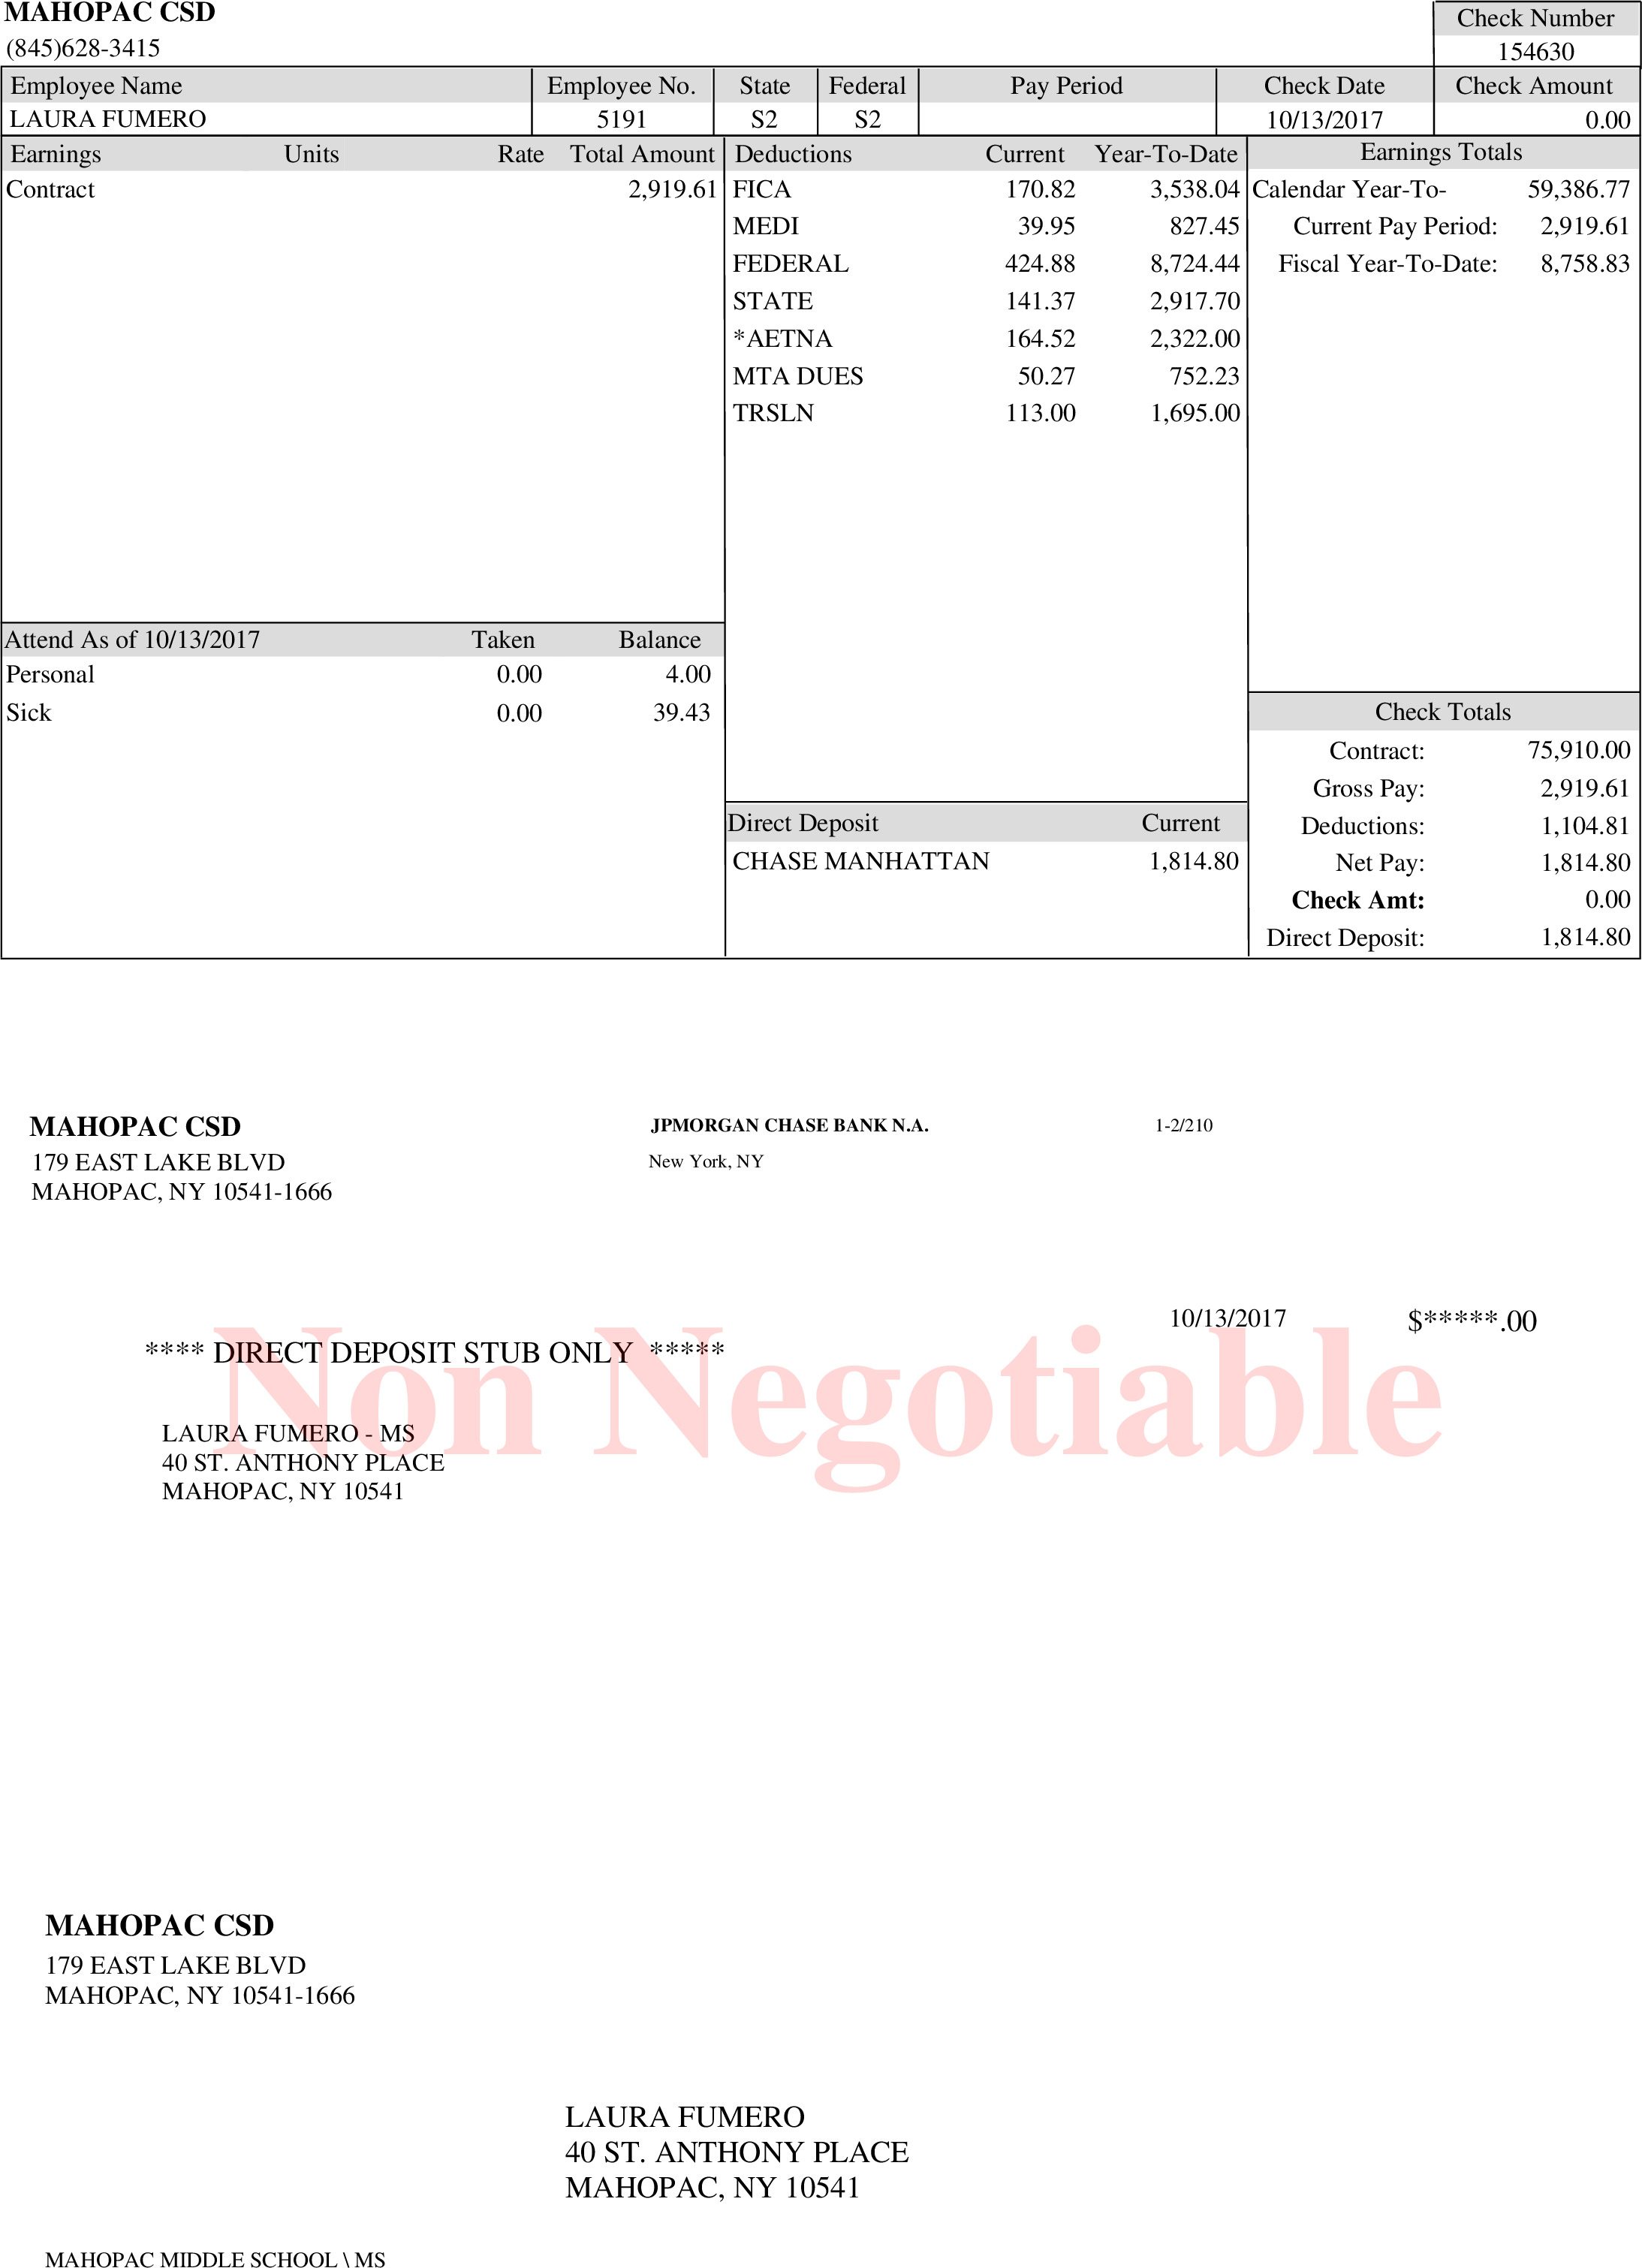 MAHOPAC CSD
(845)628-3415
Check Number
154630
Employee Name Employee No. State Federal Pay Period Check Date Check Amount
LAURA FUMERO 5191 S2 S2 10/13/2017 0.00
Earnings Units Rate Total Amount Deductions Current Year-To-Date Earnings Totals
Contract 2,919.61 FICA 170.82 3,538.04 Calendar Year-To- 59,386.77
MEDI 39.95 827.45 Current Pay Period: 2,919.61
FEDERAL 424.88 8,724.44 Fiscal Year-To-Date: 8,758.83
STATE 141.37 2,917.70
*AETNA 164.52 2,322.00
MTA DUES 50.27 752.23
TRSLN 113.00 1,695.00
Attend As of 10/13/2017 Taken Balance
Personal 0.00 4.00
Sick 0.00 39.43
Check Totals
Contract: 75,910.00
Gross Pay: 2,919.61
Direct Deposit Current Deductions: 1,104.81
CHASE MANHATTAN 1,814.80 Net Pay: 1,814.80
Check Amt: 0.00
Direct Deposit: 1,814.80
MAHOPAC CSD JPMORGAN CHASE BANK N.A. 1-2/210
179 EAST LAKE BLVD New York, NY
MAHOPAC, NY 10541-1666
10/13/2017 $*****.00
**** DIRECT DEPOSIT STUB ONLY *****
Non Negotiable
LAURA FUMERO - MS
40 ST. ANTHONY PLACE
MAHOPAC, NY 10541
MAHOPAC CSD
179 EAST LAKE BLVD
MAHOPAC, NY 10541-1666
LAURA FUMERO
40 ST. ANTHONY PLACE
MAHOPAC, NY 10541
MAHOPAC MIDDLE SCHOOL \ MS